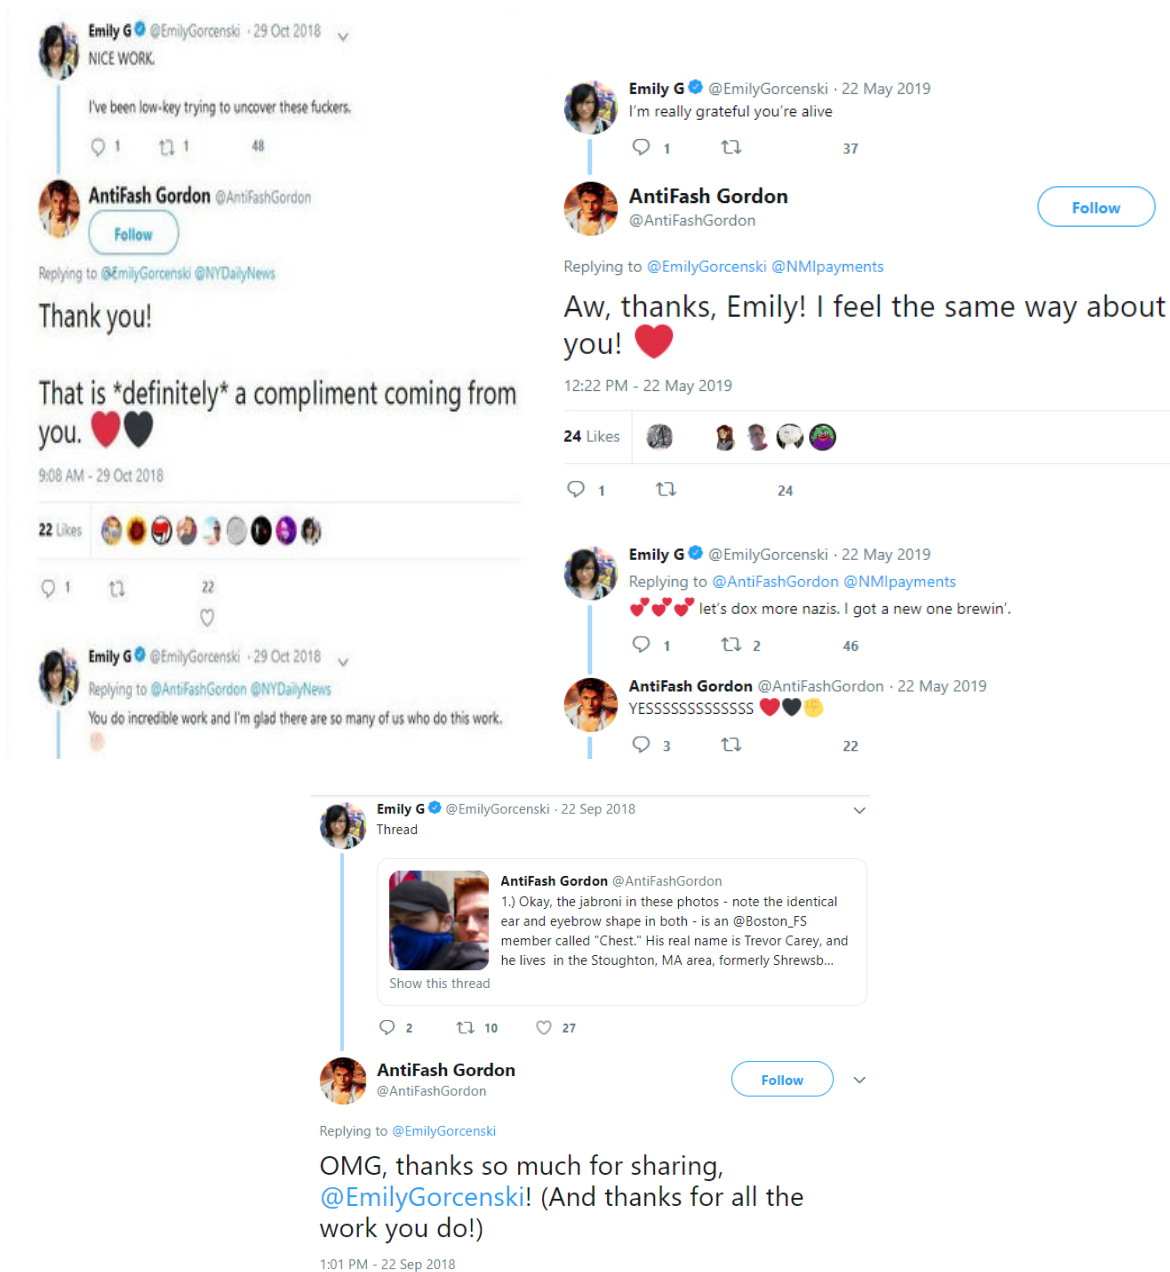 Emily G @EmilyGorcenski · 29 Oct 2018
NICE WORK.
I've been low-key trying to uncover these fuckers.
1 1 48
AntiFash Gordon @AntiFashGordon
Follow
Replying to @EmilyGorcenski @NYDailyNews
Thank you!
That is *definitely* a compliment coming from
you. ❤️🖤
9:08 AM - 29 Oct 2018
22 Likes
1 22
Emily G @EmilyGorcenski · 29 Oct 2018
Replying to @AntiFashGordon @NYDailyNews
You do incredible work and I'm glad there are so many of us who do this work.
Emily G @EmilyGorcenski · 22 May 2019
I'm really grateful you're alive
1 37
AntiFash Gordon
@AntiFashGordon
Follow
Replying to @EmilyGorcenski @NMIpayments
Aw, thanks, Emily! I feel the same way about
you! ❤️
12:22 PM - 22 May 2019
24 Likes
1 24
Emily G @EmilyGorcenski · 22 May 2019
Replying to @AntiFashGordon @NMIpayments
💕💕💕 let's dox more nazis. I got a new one brewin'.
1 2 46
AntiFash Gordon @AntiFashGordon · 22 May 2019
YESSSSSSSSSSSSS ❤️🖤✊
3 22
Emily G @EmilyGorcenski · 22 Sep 2018
Thread
AntiFash Gordon @AntiFashGordon
1.) Okay, the jabroni in these photos - note the identical
ear and eyebrow shape in both - is an @Boston_FS
member called "Chest." His real name is Trevor Carey, and
he lives in the Stoughton, MA area, formerly Shrewsb...
Show this thread
2 10 27
AntiFash Gordon
@AntiFashGordon
Follow
Replying to @EmilyGorcenski
OMG, thanks so much for sharing,
@EmilyGorcenski! (And thanks for all the
work you do!)
1:01 PM - 22 Sep 2018